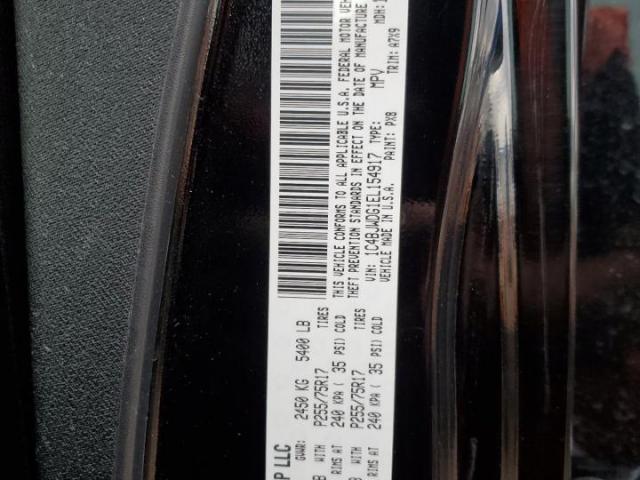 P LLC
GVWR: 2450 KG 5400 LB
B WITH P255/75R17 TIRES
RIMS AT 240 KPA ( 35 PSI) COLD
B WITH P255/75R17 TIRES
RIMS AT 240 KPA ( 35 PSI) COLD
THIS VEHICLE CONFORMS TO ALL APPLICABLE U.S.A. FEDERAL MOTOR VEH
THEFT PREVENTION STANDARDS IN EFFECT ON THE DATE OF MANUFACTURE
VIN: 1C4BJWDG1EL154917 TYPE: MPV MDH:
VEHICLE MADE IN U.S.A. PAINT: PX8 TRIM: A7X9